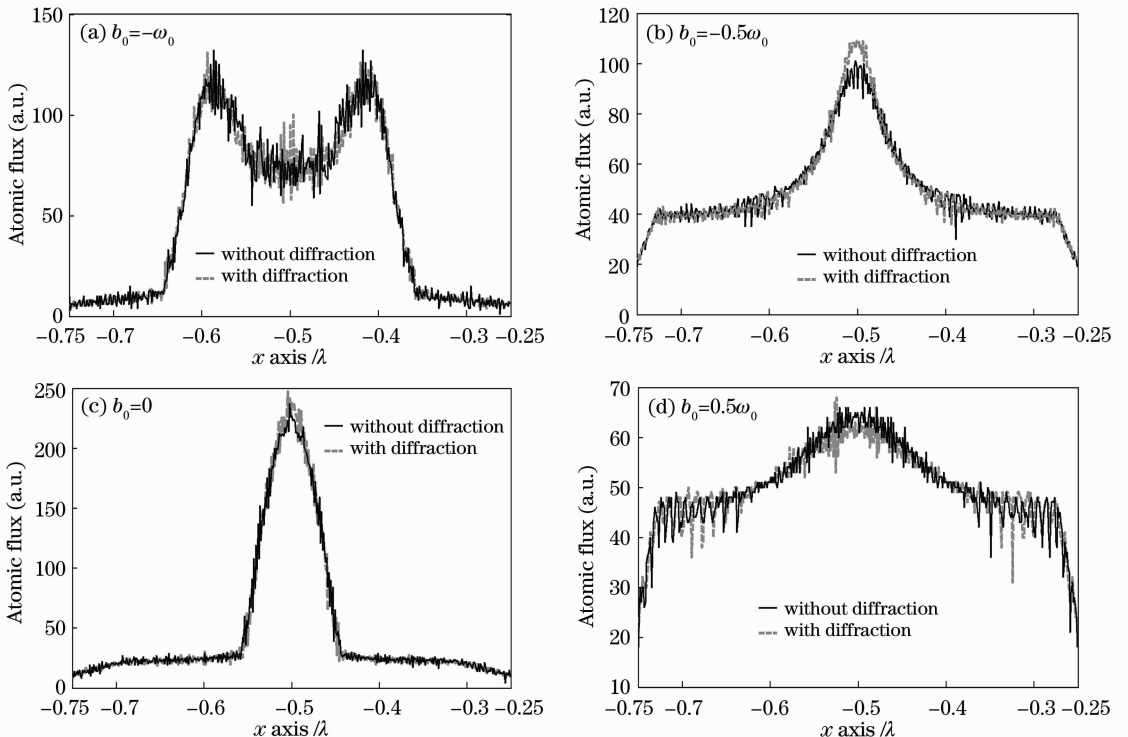 (a) b₀=−ω₀
150
100
50
0
Atomic flux (a.u.)
without diffraction
with diffraction
−0.75 −0.7 −0.6 −0.5 −0.4 −0.3 −0.25
x axis /λ
(b) b₀=−0.5ω₀
120
100
80
60
40
20
0
Atomic flux (a.u.)
without diffraction
with diffraction
−0.75 −0.7 −0.6 −0.5 −0.4 −0.3 −0.25
x axis /λ
(c) b₀=0
250
200
150
100
50
0
Atomic flux (a.u.)
without diffraction
with diffraction
−0.75 −0.7 −0.6 −0.5 −0.4 −0.3 −0.25
x axis /λ
(d) b₀=0.5ω₀
70
60
50
40
30
20
10
Atomic flux (a.u.)
without diffraction
with diffraction
−0.75 −0.7 −0.6 −0.5 −0.4 −0.3 −0.25
x axis /λ